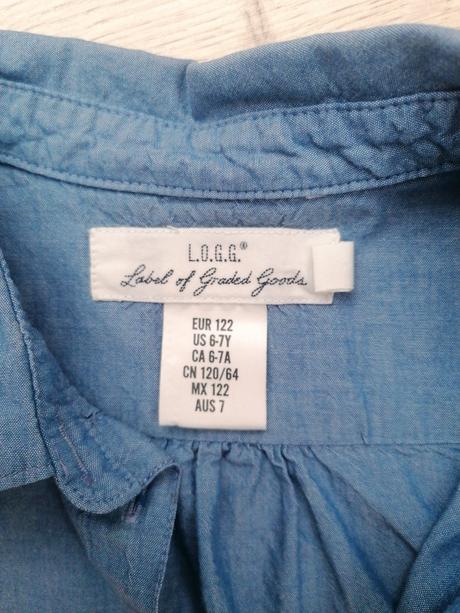 L.O.G.G.®
Label of Graded Goods
EUR 122
US 6-7Y
CA 6-7A
CN 120/64
MX 122
AUS 7